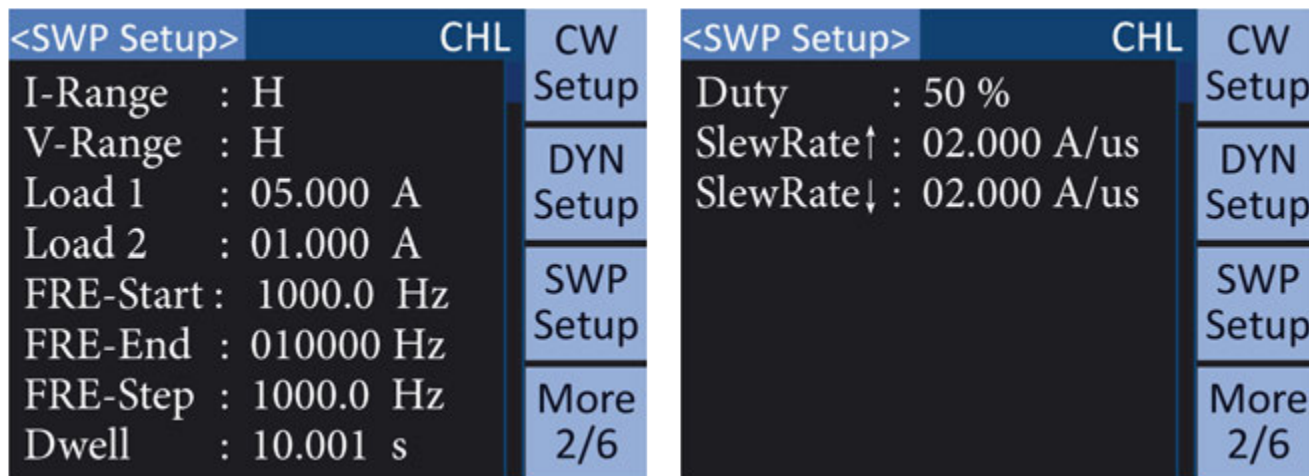 <SWP Setup> CHL
I-Range : H
V-Range : H
Load 1 : 05.000 A
Load 2 : 01.000 A
FRE-Start : 1000.0 Hz
FRE-End : 010000 Hz
FRE-Step : 1000.0 Hz
Dwell : 10.001 s
CW
Setup
DYN
Setup
SWP
Setup
More
2/6
<SWP Setup> CHL
Duty : 50 %
SlewRate↑ : 02.000 A/us
SlewRate↓ : 02.000 A/us
CW
Setup
DYN
Setup
SWP
Setup
More
2/6